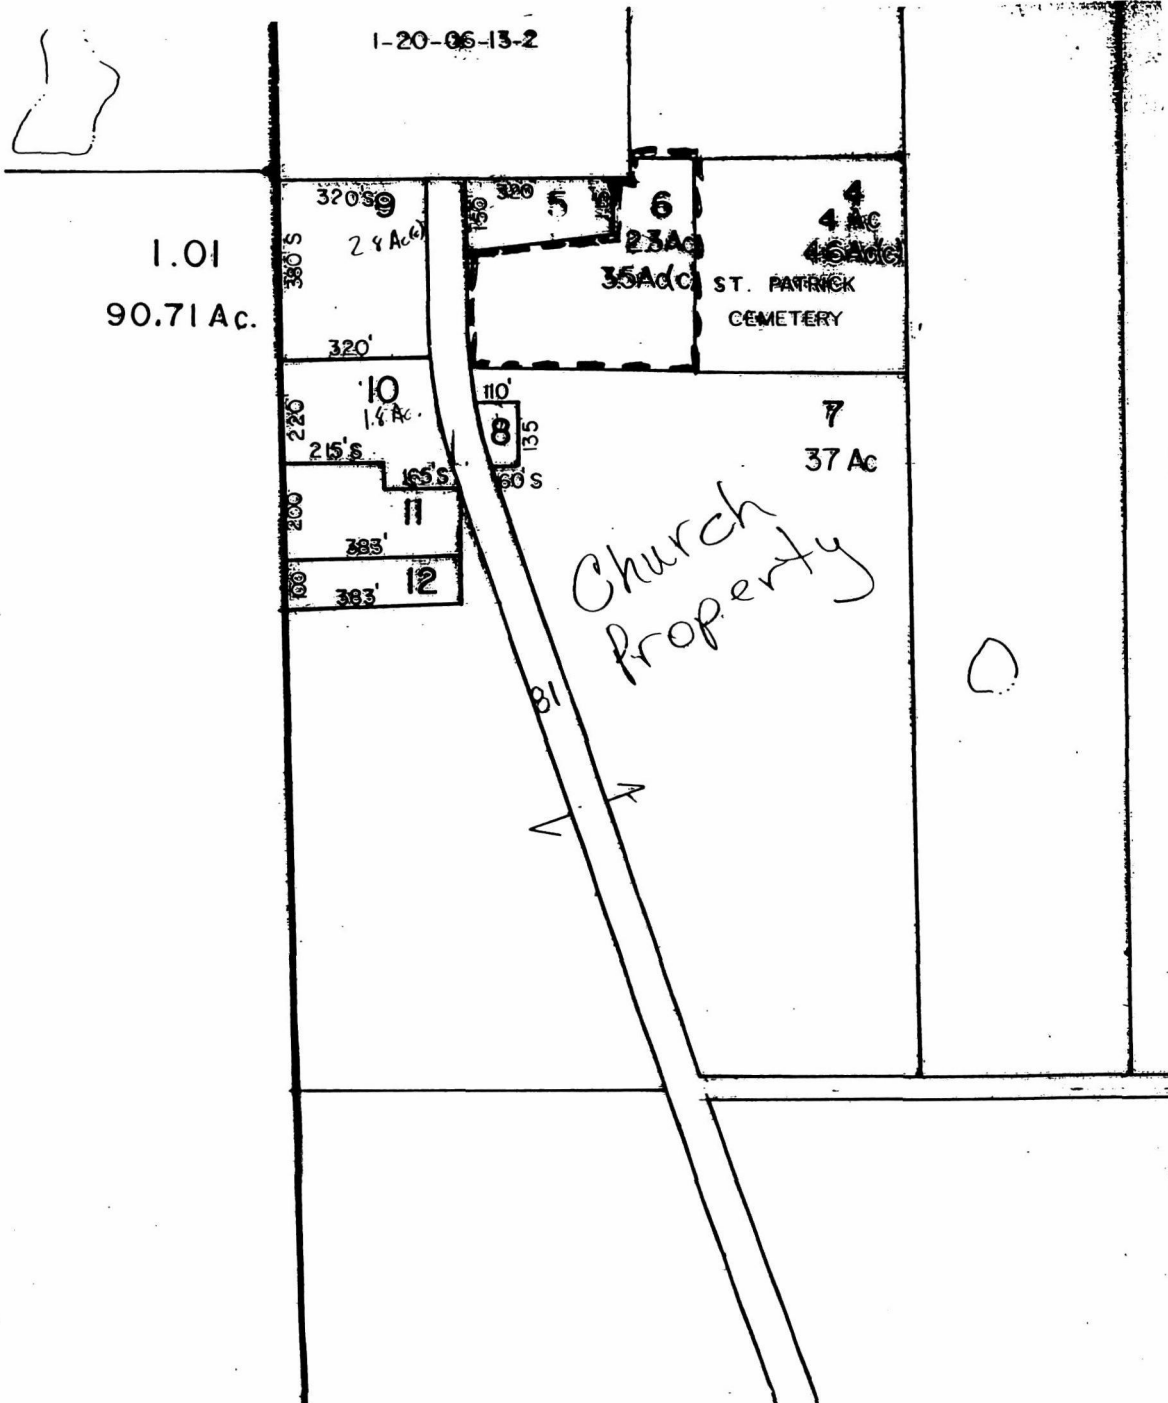 1-20-06-13-2
320'S
9
2.8 Ac(c)
380'S
320'
1.01
90.71 Ac.
320
150
5
6
2.3Ac
3.5Ac(c)
4
4 Ac
4.6Ac(c)
ST. PATRICK
CEMETERY
10
1.8 Ac.
220'
215'S
165'S
110'
8
135
60'S
7
37 Ac
200'
11
383'
100
12
383'
Church
Property
81